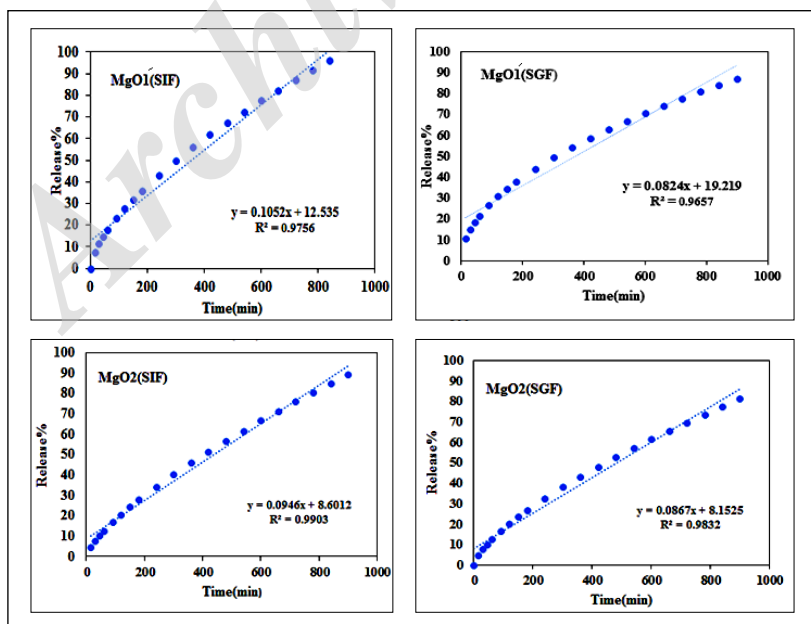 MgO1(SIF)
Release%
100
90
80
70
60
50
40
30
20
10
0
y = 0.1052x + 12.535
R² = 0.9756
0 200 400 600 800 1000
Time(min)
MgO1(SGF)
Release%
100
90
80
70
60
50
40
30
20
10
0
y = 0.0824x + 19.219
R² = 0.9657
0 200 400 600 800 1000
Time(min)
MgO2(SIF)
Release%
100
90
80
70
60
50
40
30
20
10
0
y = 0.0946x + 8.6012
R² = 0.9903
0 200 400 600 800 1000
Time(min)
MgO2(SGF)
Release%
100
90
80
70
60
50
40
30
20
10
0
y = 0.0867x + 8.1525
R² = 0.9832
0 200 400 600 800 1000
Time(min)